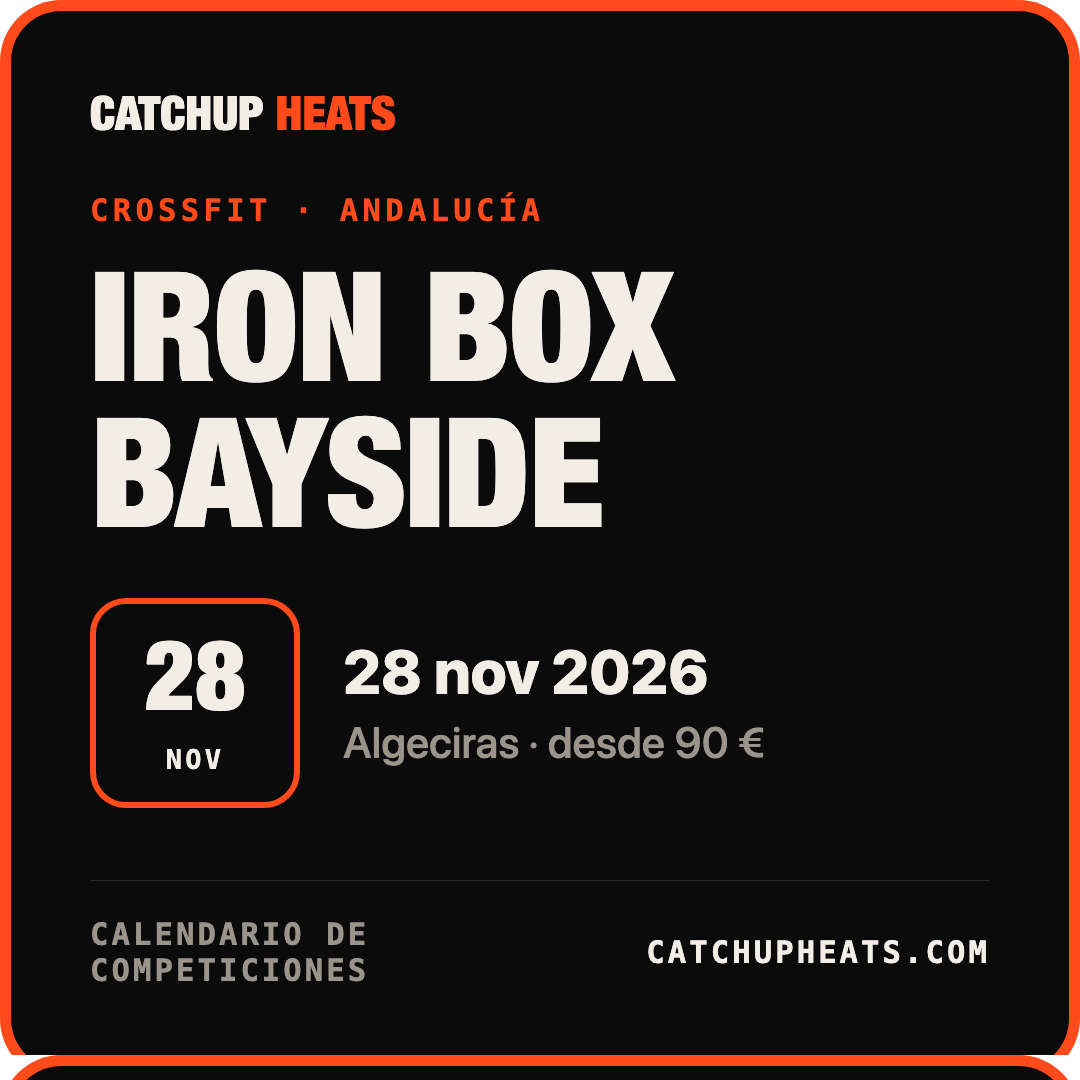 CATCHUP HEATS
CROSSFIT · ANDALUCÍA
IRON BOX
BAYSIDE
28
NOV
28 nov 2026
Algeciras · desde 90 €
CALENDARIO DE
COMPETICIONES
CATCHUPHEATS.COM